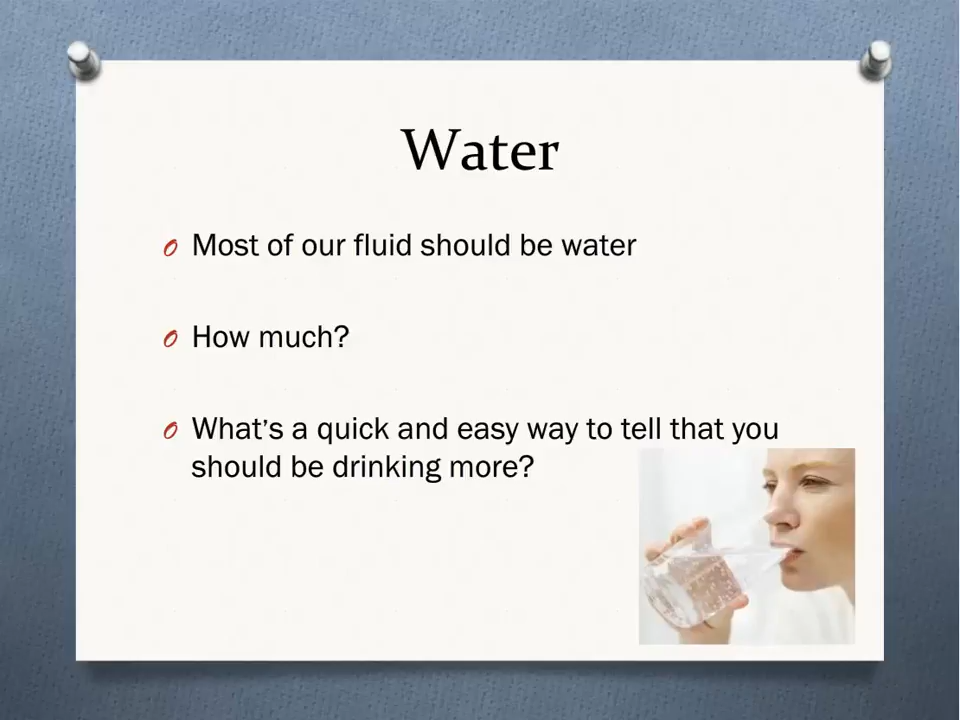 Water
Most of our fluid should be water
How much?
What's a quick and easy way to tell that you
should be drinking more?